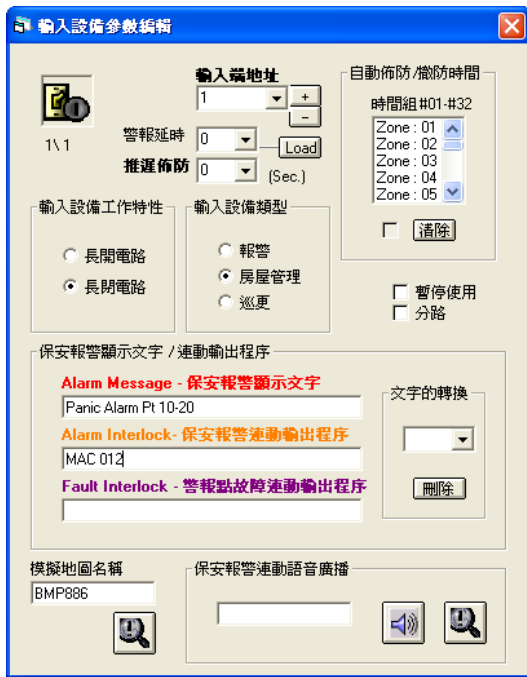 輸入設備參數編輯
輸入端地址
1
+
-
1\ 1
警報延時
0
Load
推遲佈防
0
(Sec.)
自動佈防/撤防時間
時間組#01-#32
Zone : 01
Zone : 02
Zone : 03
Zone : 04
Zone : 05
清除
輸入設備工作特性
長開電路
長閉電路
輸入設備類型
報警
房屋管理
巡更
暫停使用
分路
保安報警顯示文字 / 連動輸出程序
Alarm Message - 保安報警顯示文字
Panic Alarm Pt 10-20
Alarm Interlock- 保安報警連動輸出程序
MAC 012
Fault Interlock - 警報點故障連動輸出程序
文字的轉換
刪除
模擬地圖名稱
BMP886
保安報警連動語音廣播